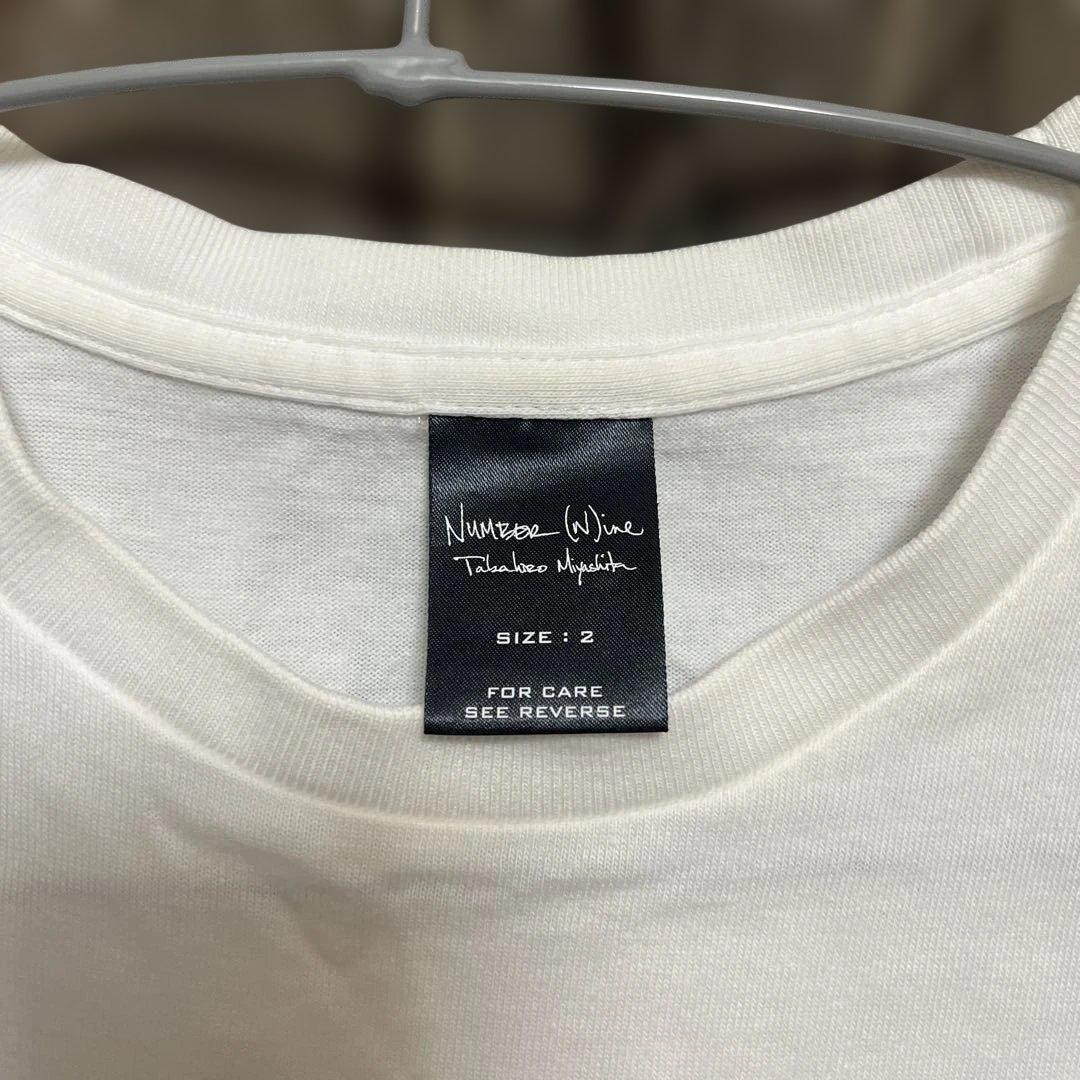 NUMBER (N)ine
Takahiro Miyashita
SIZE : 2
FOR CARE
SEE REVERSE